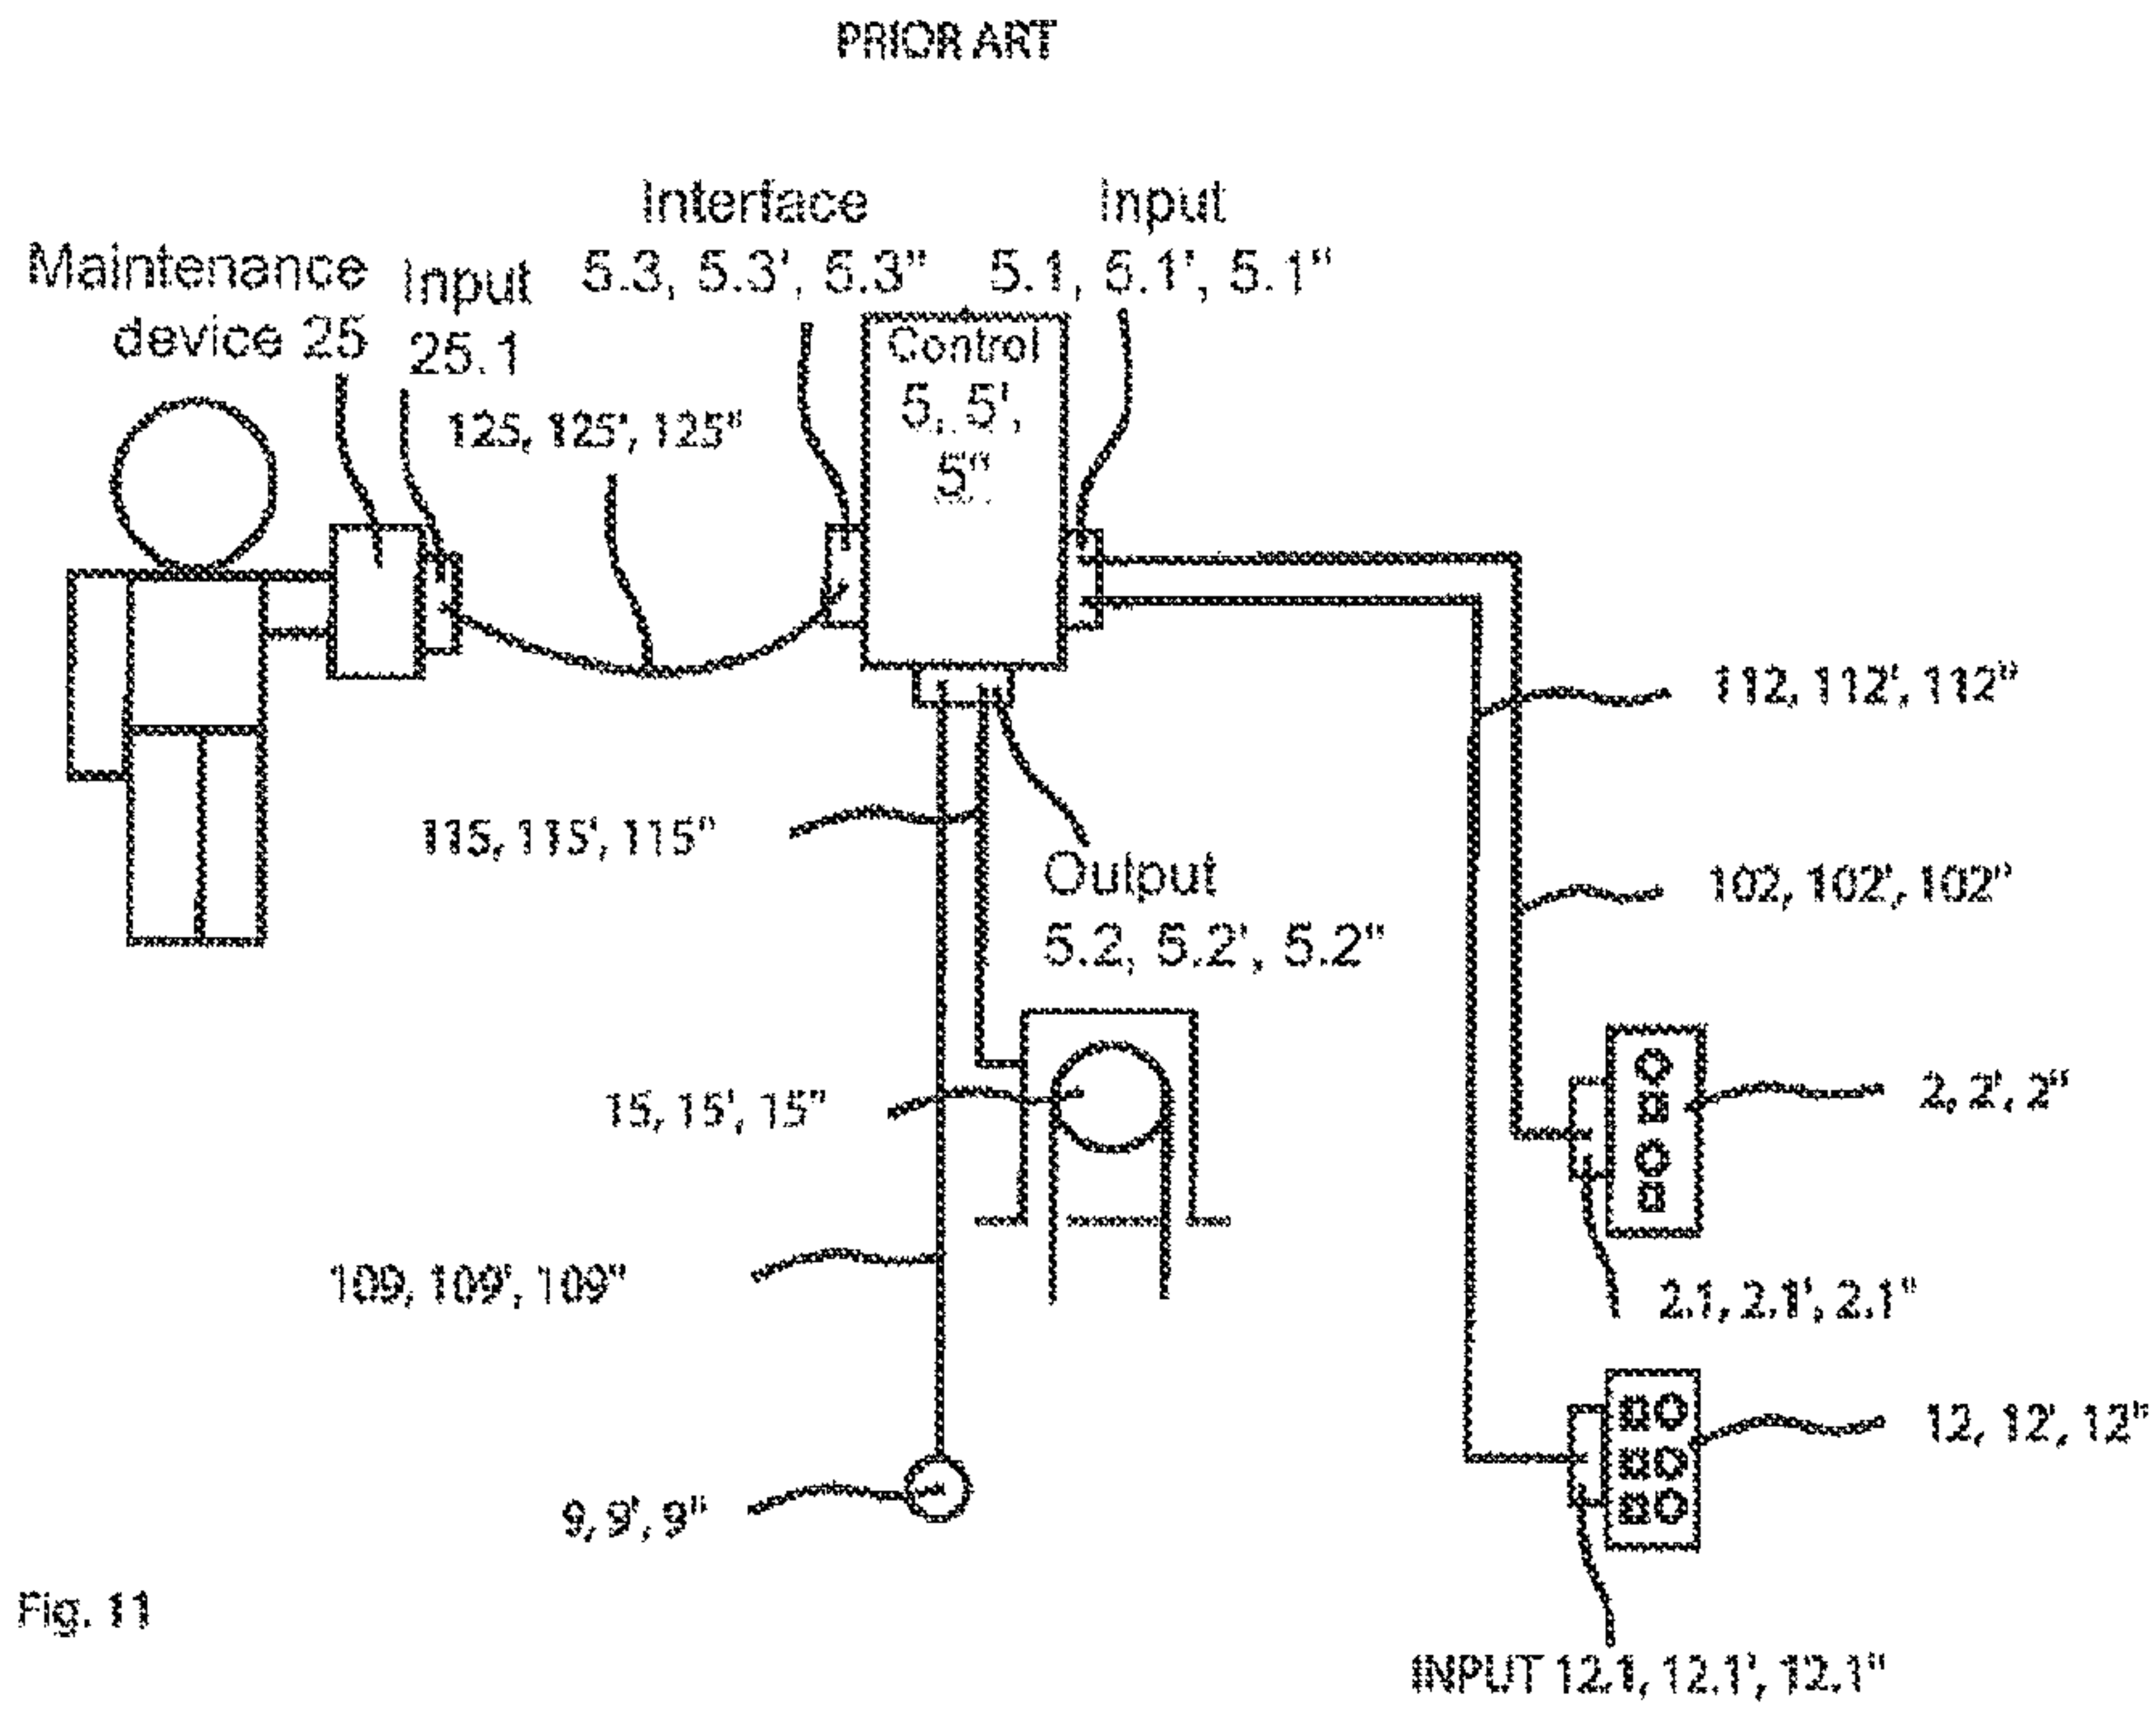 PRIOR ART
Interface
5.3, 5.3', 5.3"
Input
5.1, 5.1', 5.1"
Maintenance
device 25
Input
25.1
Control
5, 5',
5"
125, 125', 125"
112, 112', 112"
115, 115', 115"
Output
5.2, 5.2', 5.2"
102, 102', 102"
15, 15', 15"
2, 2', 2"
109, 109', 109"
2.1, 2.1', 2.1"
12, 12', 12"
9, 9', 9"
Fig. 11
INPUT 12.1, 12.1', 12.1"